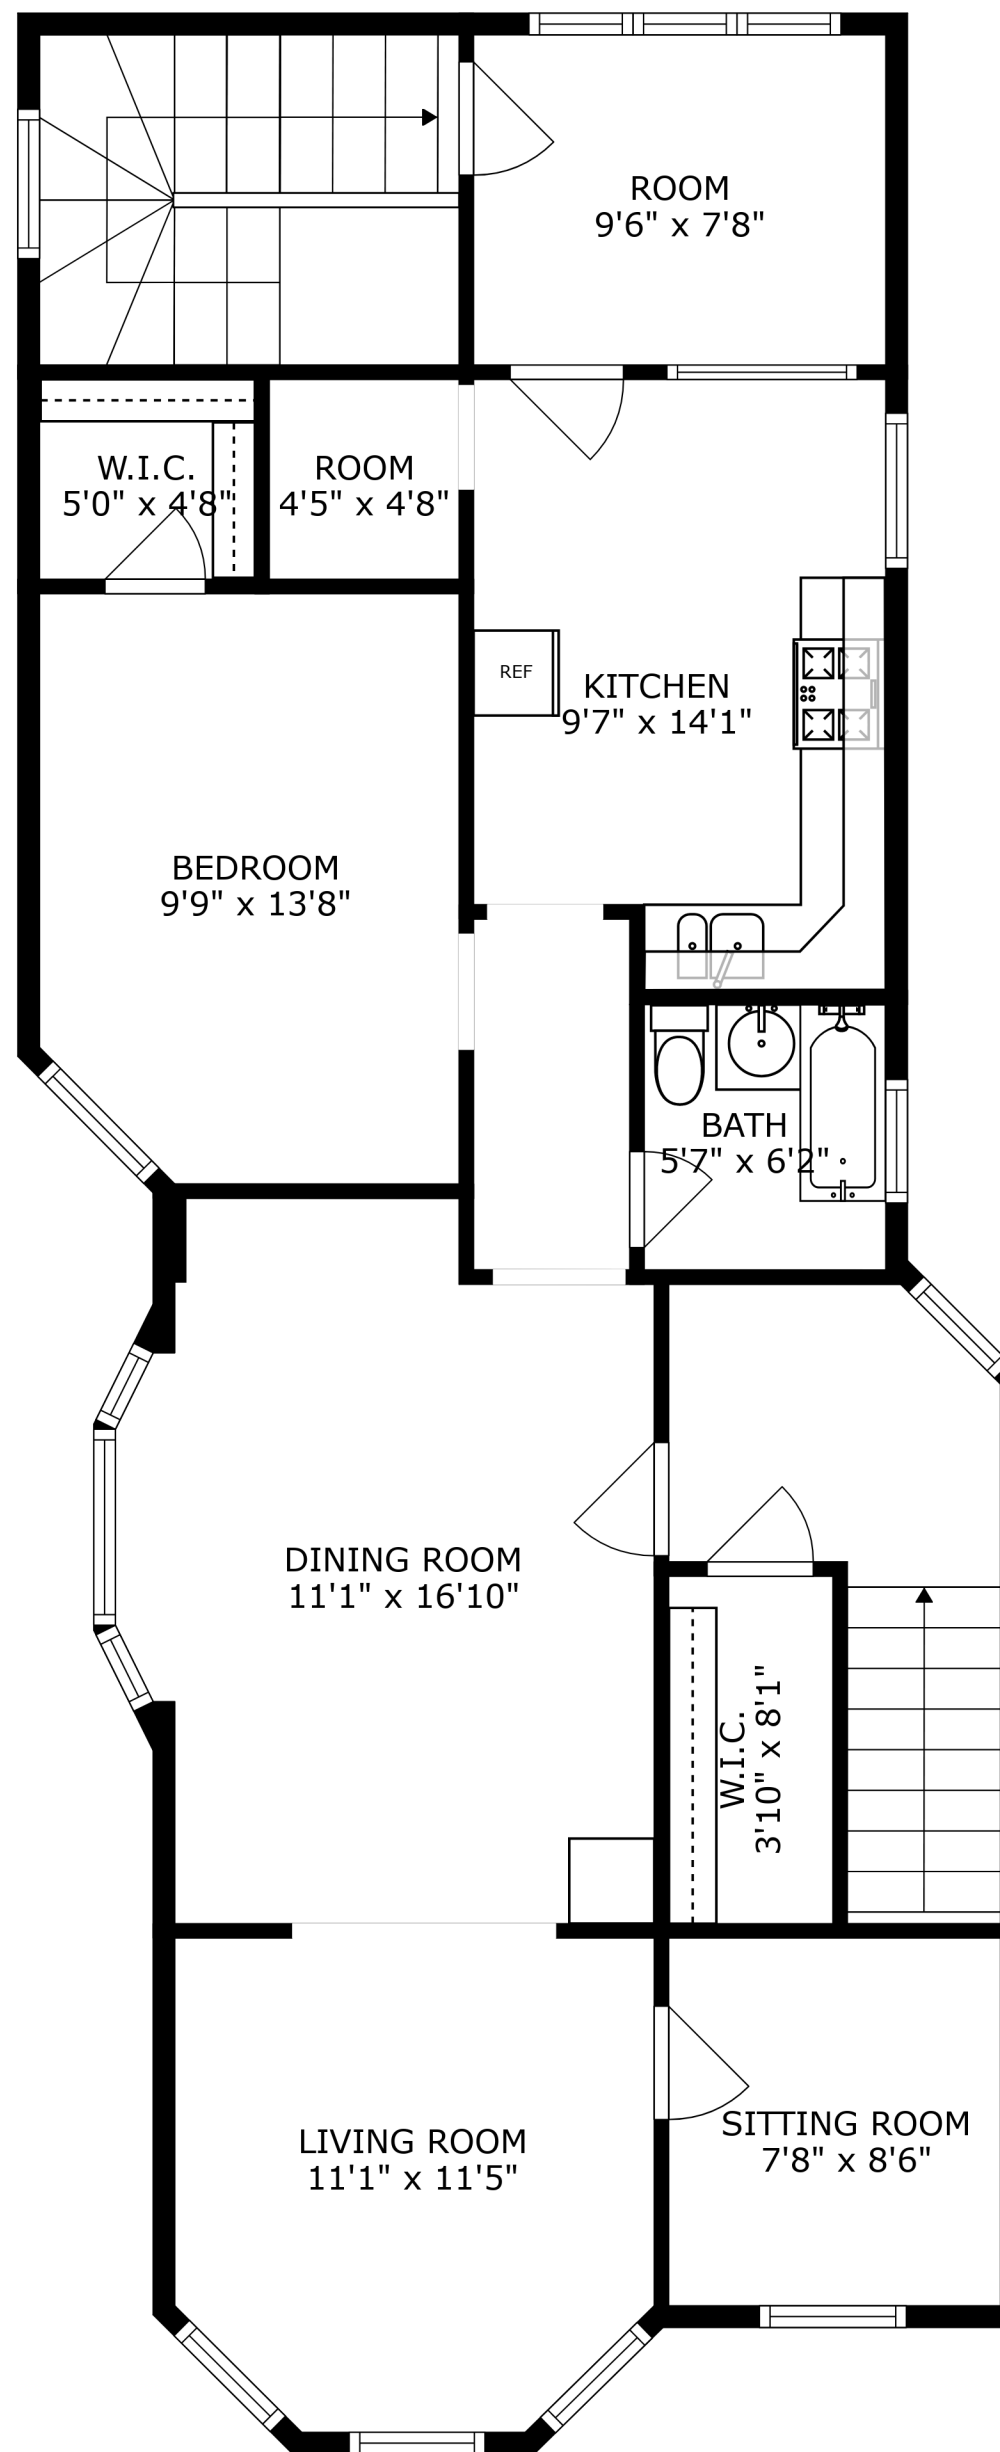 ROOM
9'6" x 7'8"
W.I.C.
5'0" x 4'8"
ROOM
4'5" x 4'8"
REF
KITCHEN
9'7" x 14'1"
BEDROOM
9'9" x 13'8"
BATH
5'7" x 6'2"
DINING ROOM
11'1" x 16'10"
W.I.C.
3'10" x 8'1"
LIVING ROOM
11'1" x 11'5"
SITTING ROOM
7'8" x 8'6"